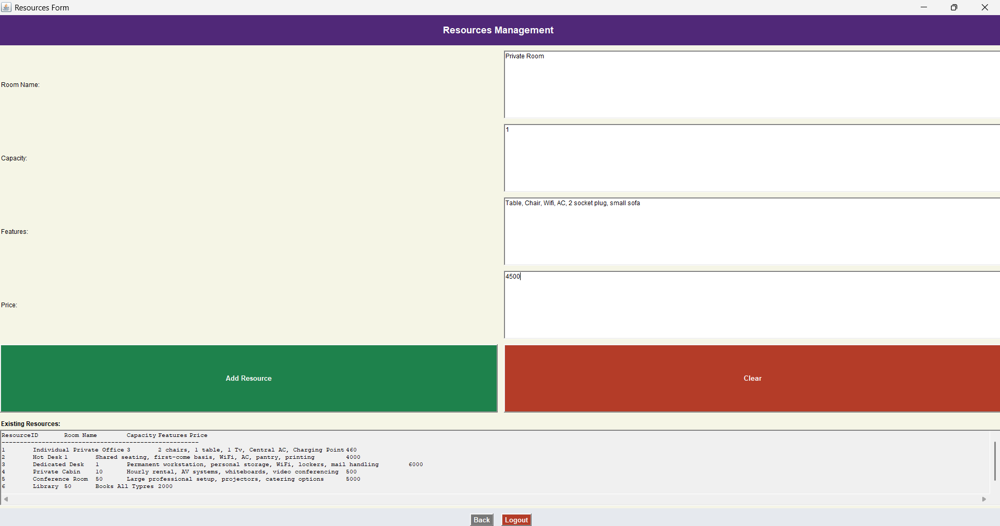 Resources Form
Resources Management
Room Name:
Private Room
Capacity:
1
Features:
Table, Chair, Wifi, AC, 2 socket plug, small sofa
Price:
4500
Add Resource
Clear
Existing Resources:
ResourceID Room Name Capacity Features Price
------------------------------------------------------
1 Individual Private Office 3 2 chairs, 1 table, 1 Tv, Central AC, Charging Point 460
2 Hot Desk 1 Shared seating, first-come basis, WiFi, AC, pantry, printing 4000
3 Dedicated Desk 1 Permanent workstation, personal storage, WiFi, lockers, mail handling 6000
4 Private Cabin 10 Hourly rental, AV systems, whiteboards, video conferencing 500
5 Conference Room 50 Large professional setup, projectors, catering options 5000
6 Library 50 Books All Typres 2000
Back
Logout